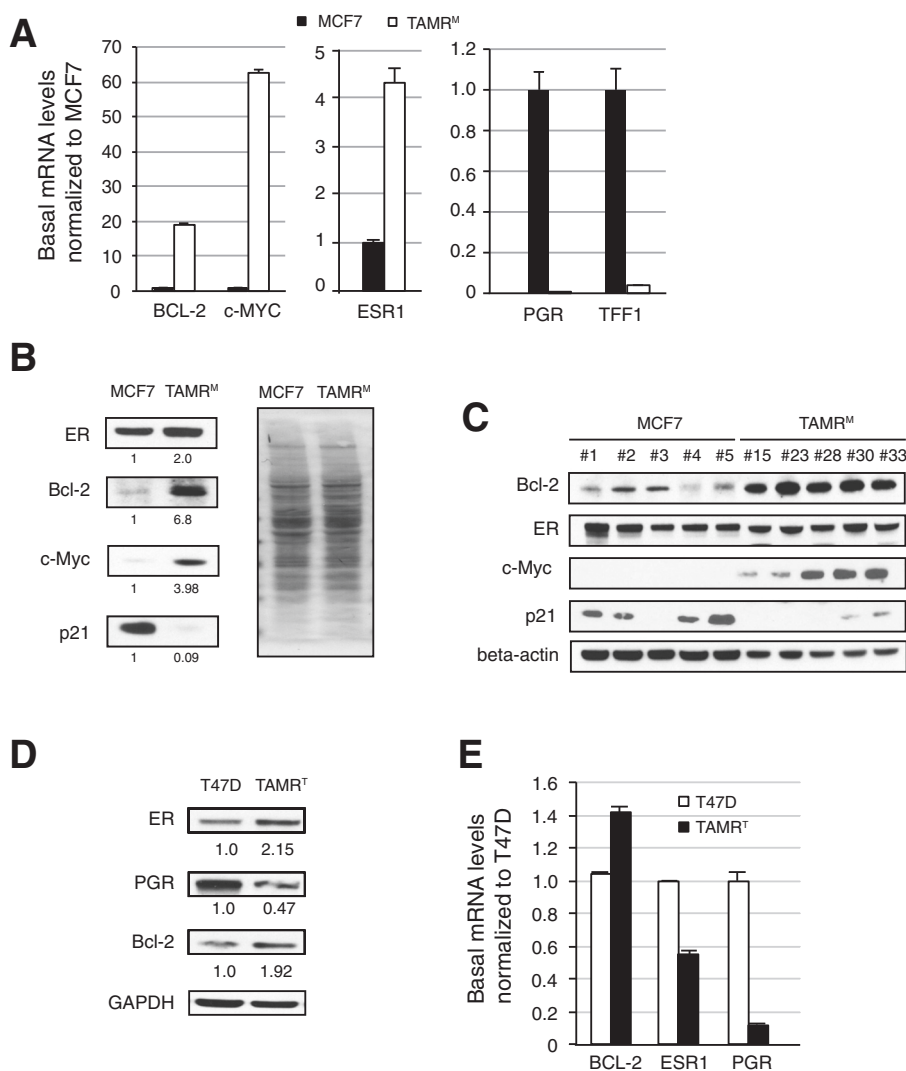 A
MCF7 TAMRᴹ
Basal mRNA levels
normalized to MCF7
70
60
50
40
30
20
10
0
BCL-2 c-MYC
5
4
3
2
1
0
ESR1
1.2
1.0
0.8
0.6
0.4
0.2
0
PGR TFF1
B
MCF7 TAMRᴹ
ER
1 2.0
Bcl-2
1 6.8
c-Myc
1 3.98
p21
1 0.09
MCF7 TAMRᴹ
C
MCF7 TAMRᴹ
#1 #2 #3 #4 #5 #15 #23 #28 #30 #33
Bcl-2
ER
c-Myc
p21
beta-actin
D
T47D TAMRᵀ
ER
1.0 2.15
PGR
1.0 0.47
Bcl-2
1.0 1.92
GAPDH
E
Basal mRNA levels
normalized to T47D
1.6
1.4
1.2
1.0
0.8
0.6
0.4
0.2
0
T47D
TAMRᵀ
BCL-2 ESR1 PGR